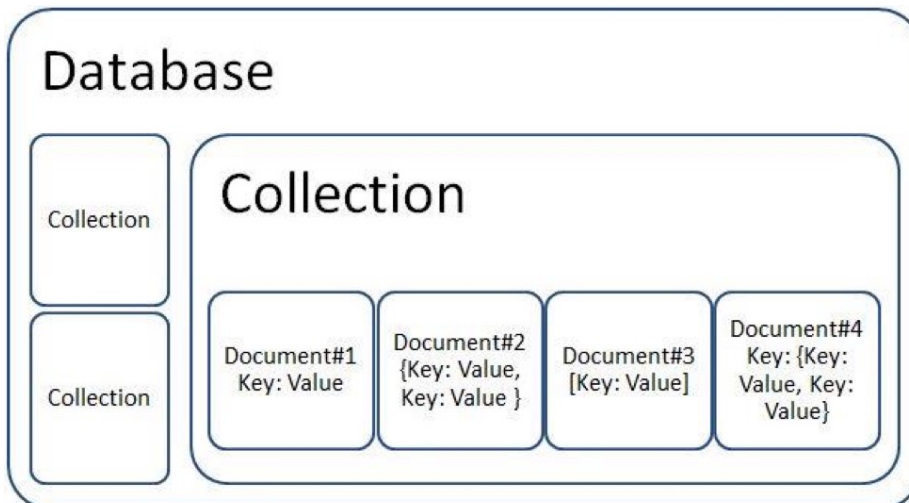 Database
Collection
Collection
Collection
Document#1
Key: Value
Document#2
{Key: Value,
Key: Value }
Document#3
[Key: Value]
Document#4
Key: {Key:
Value, Key:
Value}